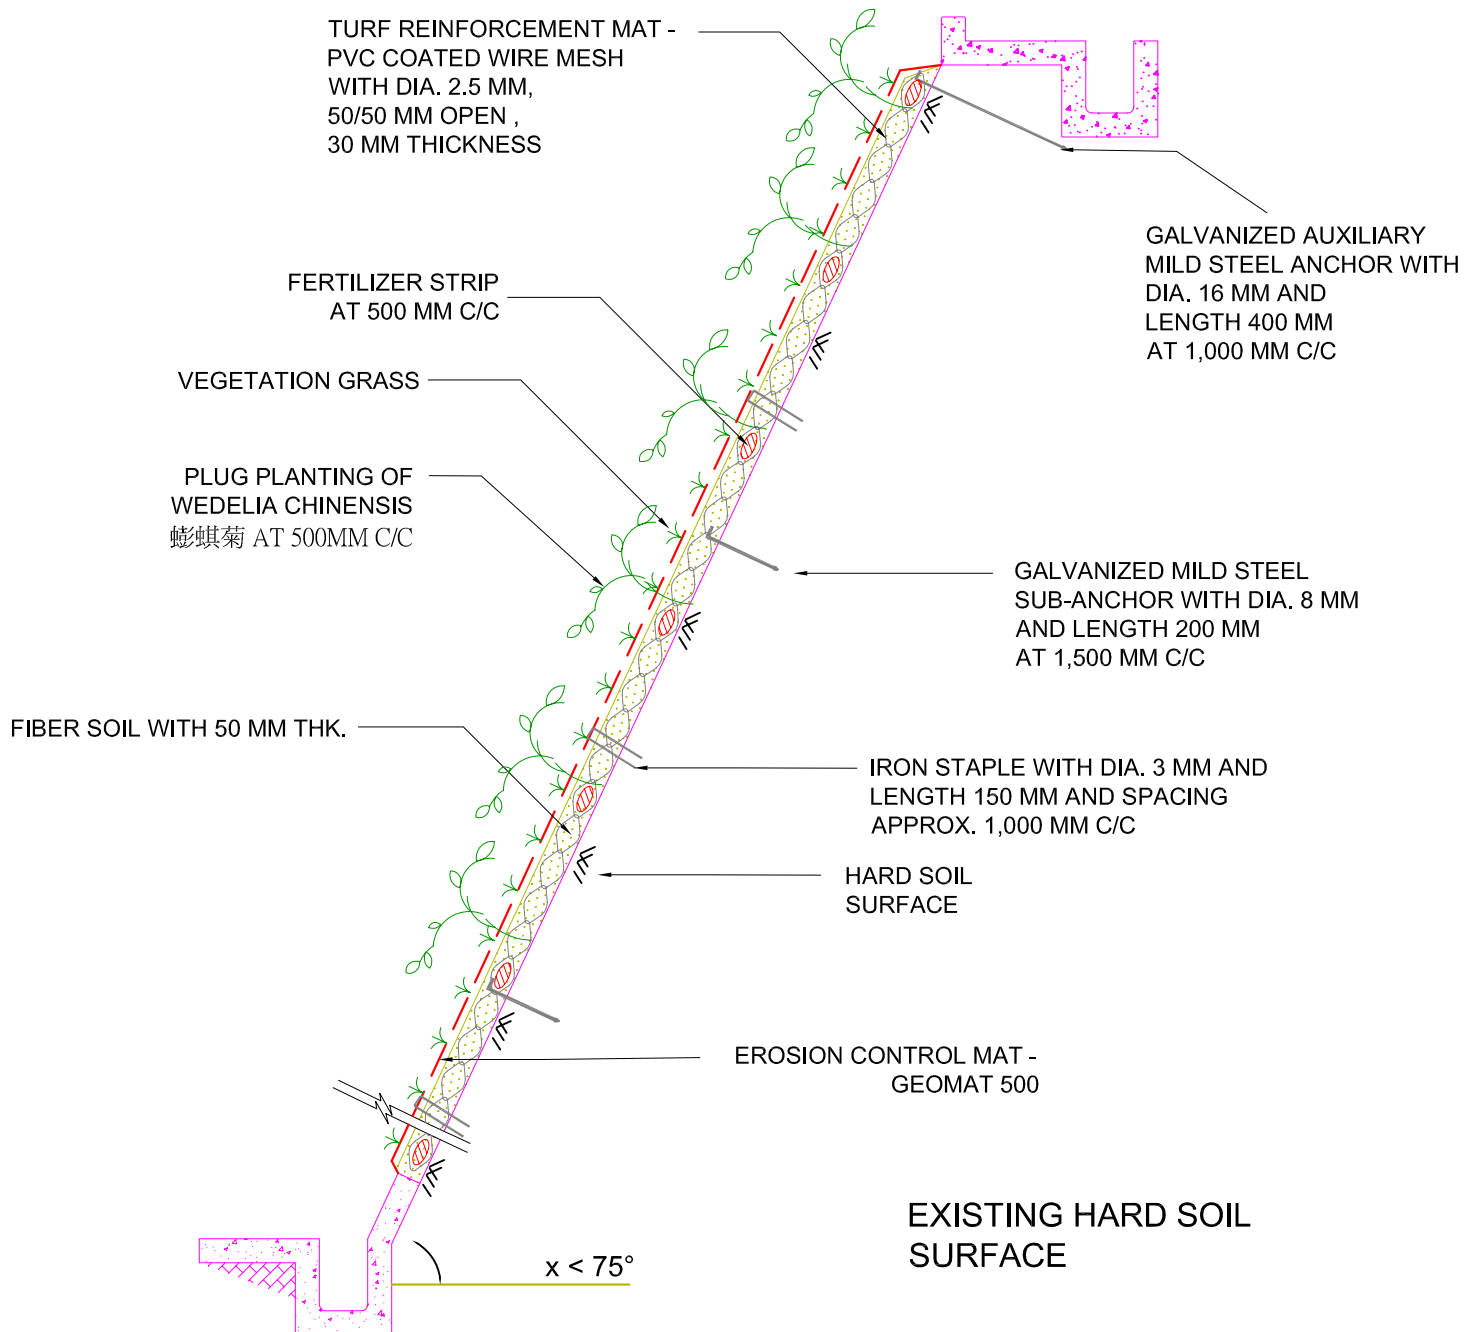 TURF REINFORCEMENT MAT -
PVC COATED WIRE MESH
WITH DIA. 2.5 MM,
50/50 MM OPEN ,
30 MM THICKNESS
GALVANIZED AUXILIARY
MILD STEEL ANCHOR WITH
DIA. 16 MM AND
LENGTH 400 MM
AT 1,000 MM C/C
FERTILIZER STRIP
AT 500 MM C/C
VEGETATION GRASS
PLUG PLANTING OF
WEDELIA CHINENSIS
蟛蜞菊 AT 500MM C/C
GALVANIZED MILD STEEL
SUB-ANCHOR WITH DIA. 8 MM
AND LENGTH 200 MM
AT 1,500 MM C/C
FIBER SOIL WITH 50 MM THK.
IRON STAPLE WITH DIA. 3 MM AND
LENGTH 150 MM AND SPACING
APPROX. 1,000 MM C/C
HARD SOIL
SURFACE
EROSION CONTROL MAT -
GEOMAT 500
EXISTING HARD SOIL
SURFACE
x < 75°